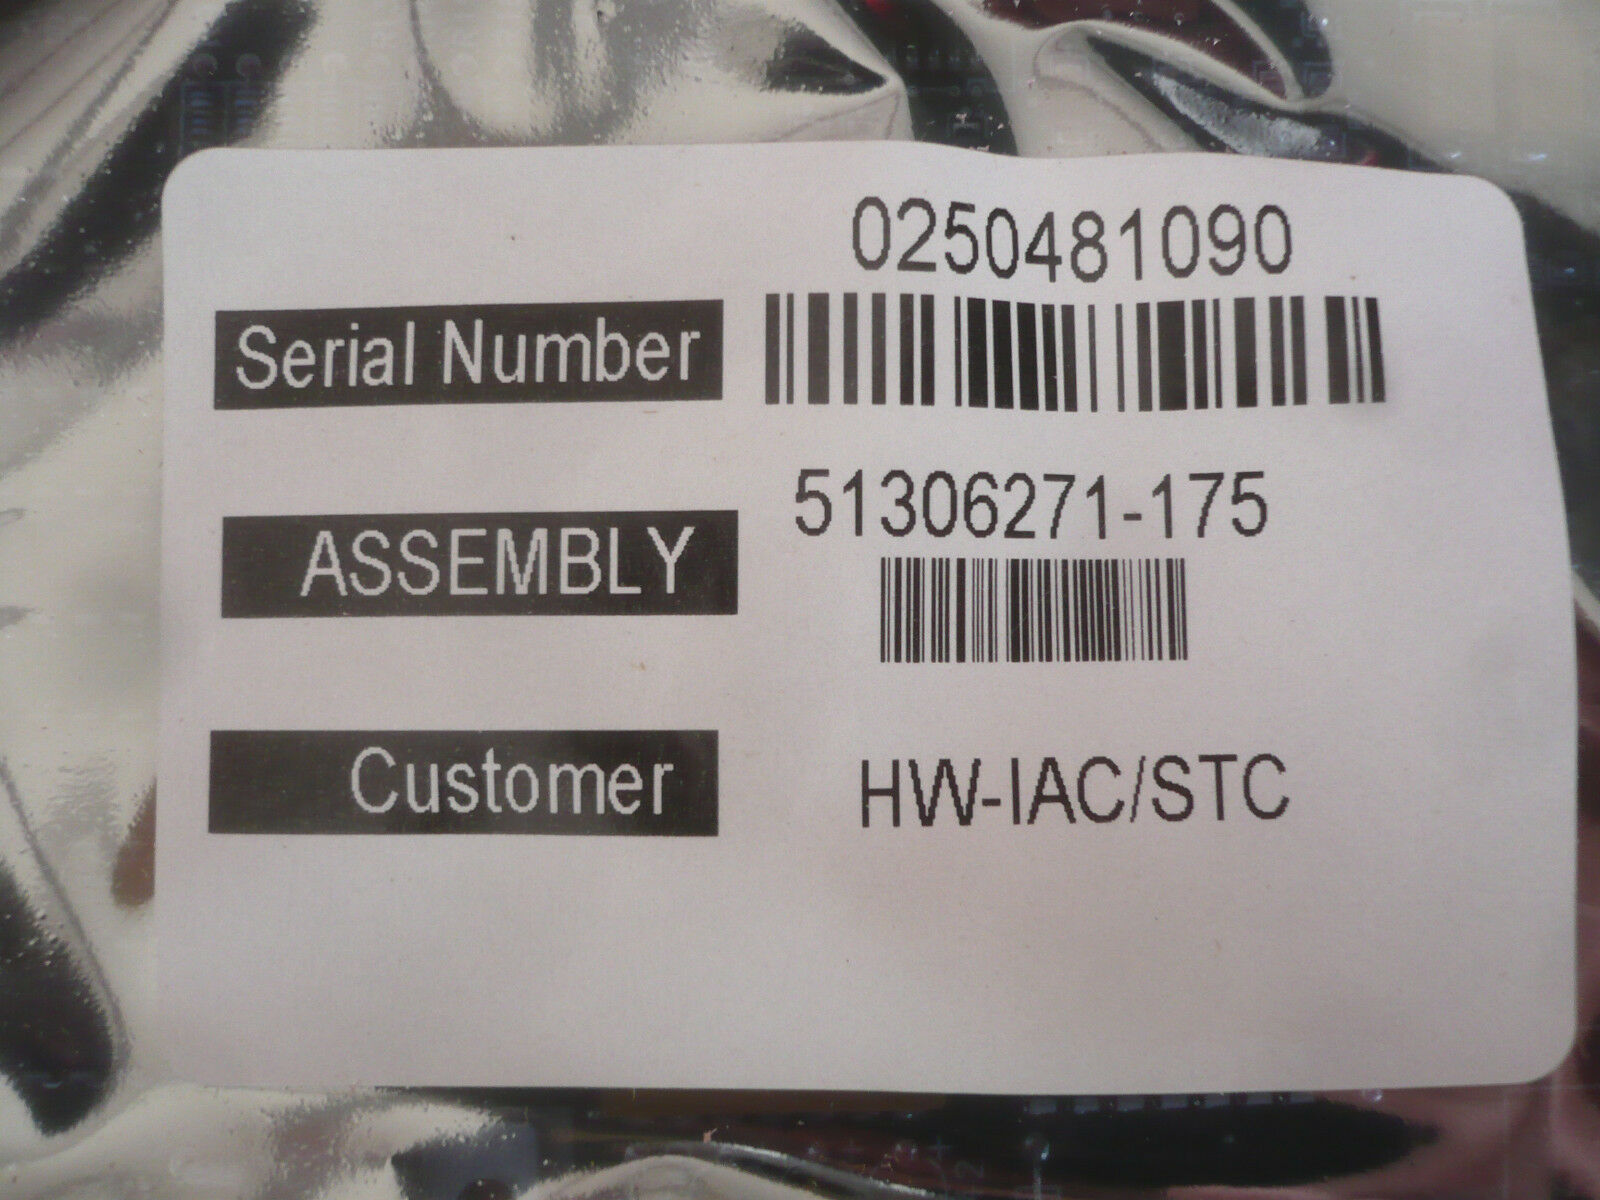 0250481090
Serial Number
51306271-175
ASSEMBLY
Customer HW-IAC/STC